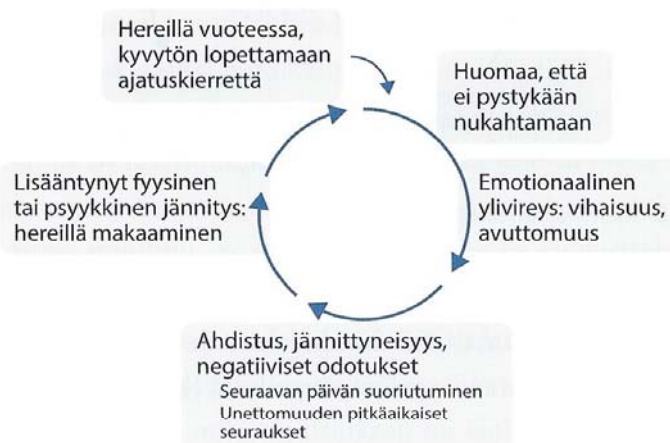 Hereillä vuoteessa,
kyvytön lopettamaan
ajatuskierrettä
Huomaa, että
ei pystykään
nukahtamaan
Emotionaalinen
ylivireys: vihaisuus,
avuttomuus
Ahdistus, jännittyneisyys,
negatiiviset odotukset
Seuraavan päivän suoriutuminen
Unettomuuden pitkäaikaiset
seuraukset
Lisääntynyt fyysinen
tai psyykkinen jännitys:
hereillä makaaminen